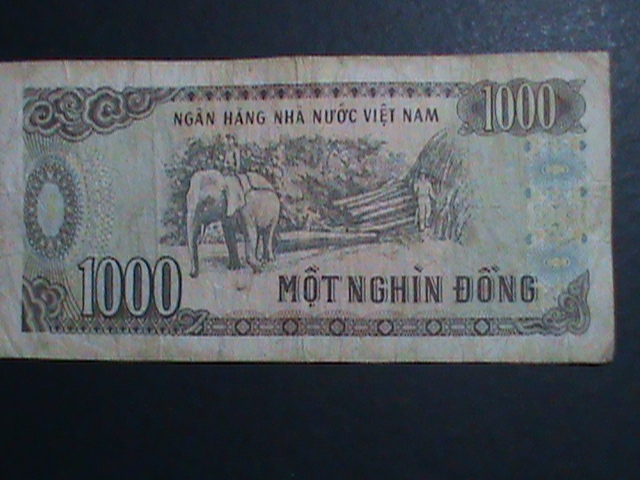 NGÂN HÀNG NHÀ NƯỚC VIỆT NAM
1000
1000
MỘT NGHÌN ĐỒNG